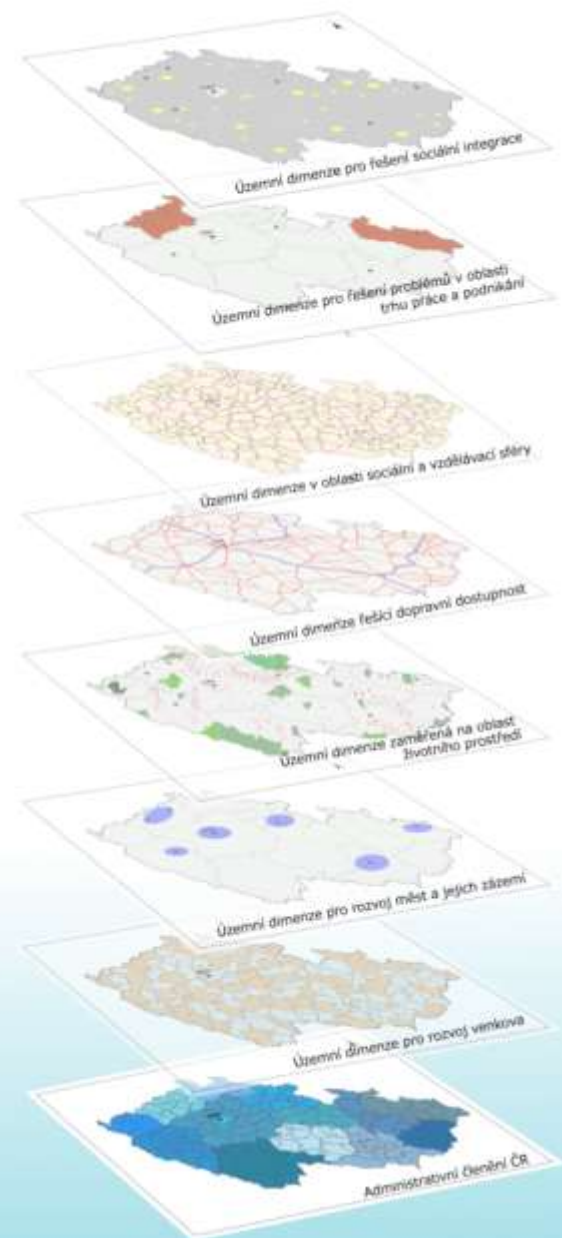 Územní dimenze pro řešení sociální integrace
Územní dimenze pro řešení problémů v oblasti
trhu práce a podnikání
Územní dimenze v oblasti sociální a vzdělávací sféry
Územní dimenze řešící dopravní dostupnost
Územní dimenze zaměřená na oblast
životního prostředí
Územní dimenze pro rozvoj měst a jejich zázemí
Územní dimenze pro rozvoj venkova
Administrativní členění ČR